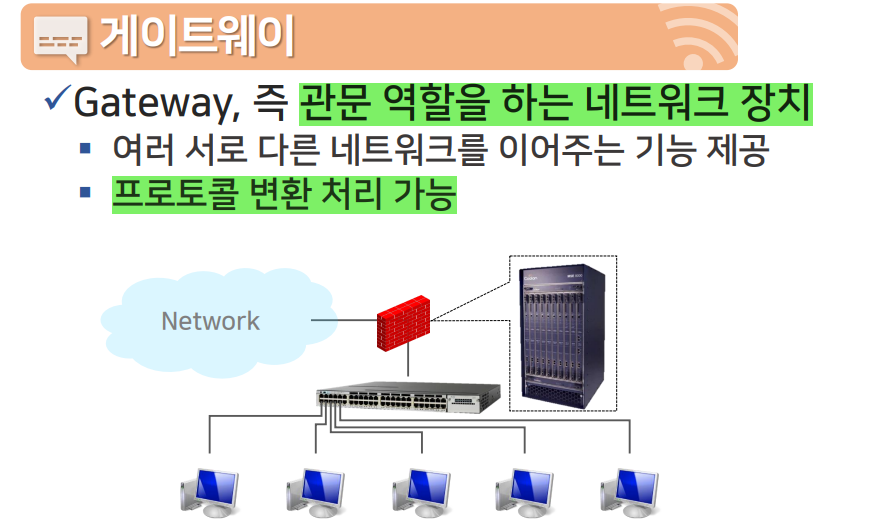 게이트웨이
Gateway, 즉 관문 역할을 하는 네트워크 장치
여러 서로 다른 네트워크를 이어주는 기능 제공
프로토콜 변환 처리 가능
Network